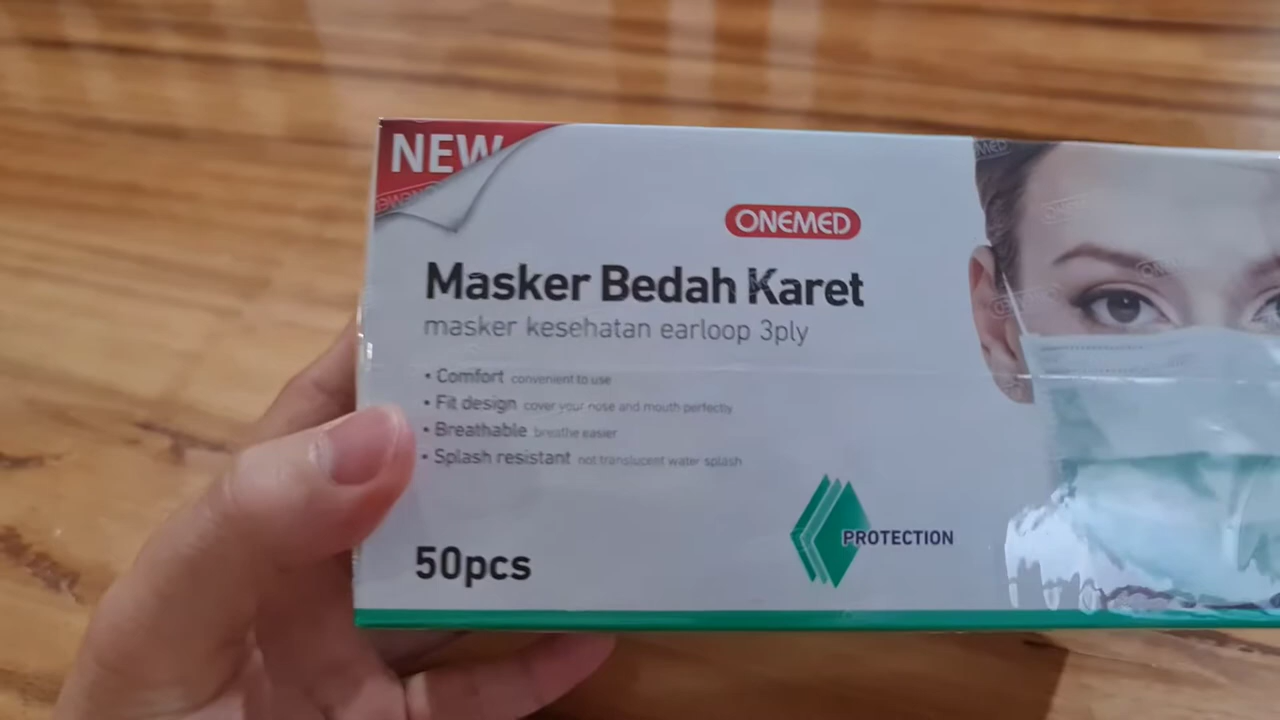 NEW
ONEMED
Masker Bedah Karet
masker kesehatan earloop 3ply
• Comfort convenient to use
• Fit design cover your nose and mouth perfectly
• Breathable breathe easier
• Splash resistant not translucent water splash
PROTECTION
50pcs